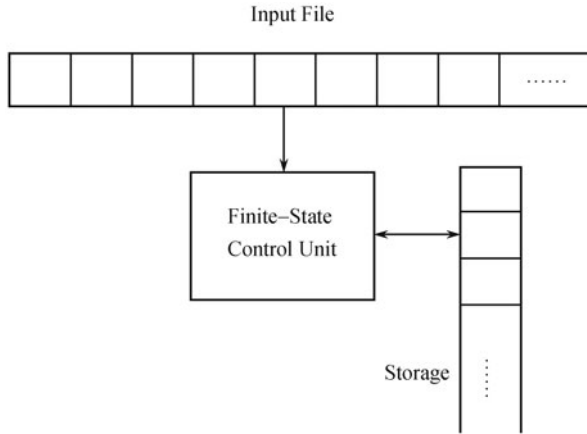 Input File
......
Finite–State
Control Unit
Storage
......